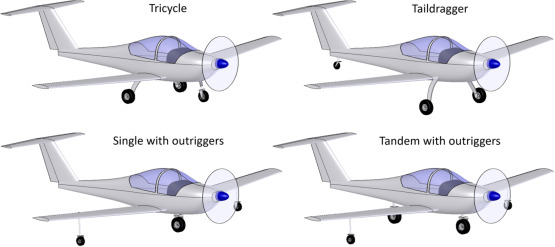 Tricycle
Taildragger
Single with outriggers
Tandem with outriggers